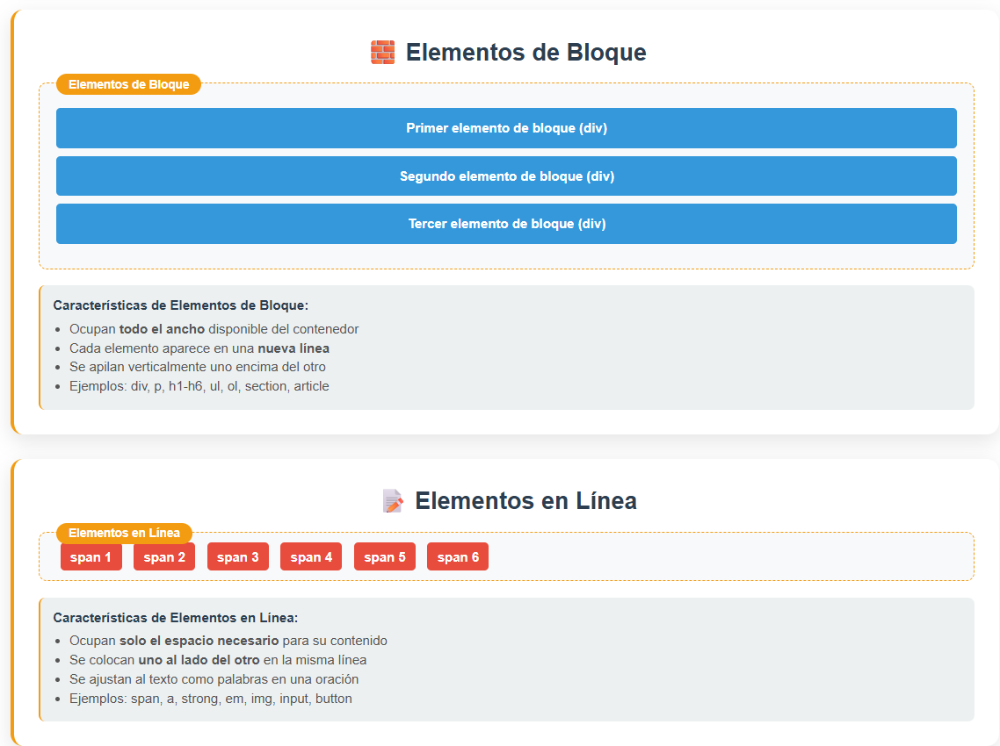 Elementos de Bloque
Elementos de Bloque
Primer elemento de bloque (div)
Segundo elemento de bloque (div)
Tercer elemento de bloque (div)
Características de Elementos de Bloque:
Ocupan todo el ancho disponible del contenedor
Cada elemento aparece en una nueva línea
Se apilan verticalmente uno encima del otro
Ejemplos: div, p, h1-h6, ul, ol, section, article
Elementos en Línea
Elementos en Línea
span 1 span 2 span 3 span 4 span 5 span 6
Características de Elementos en Línea:
Ocupan solo el espacio necesario para su contenido
Se colocan uno al lado del otro en la misma línea
Se ajustan al texto como palabras en una oración
Ejemplos: span, a, strong, em, img, input, button